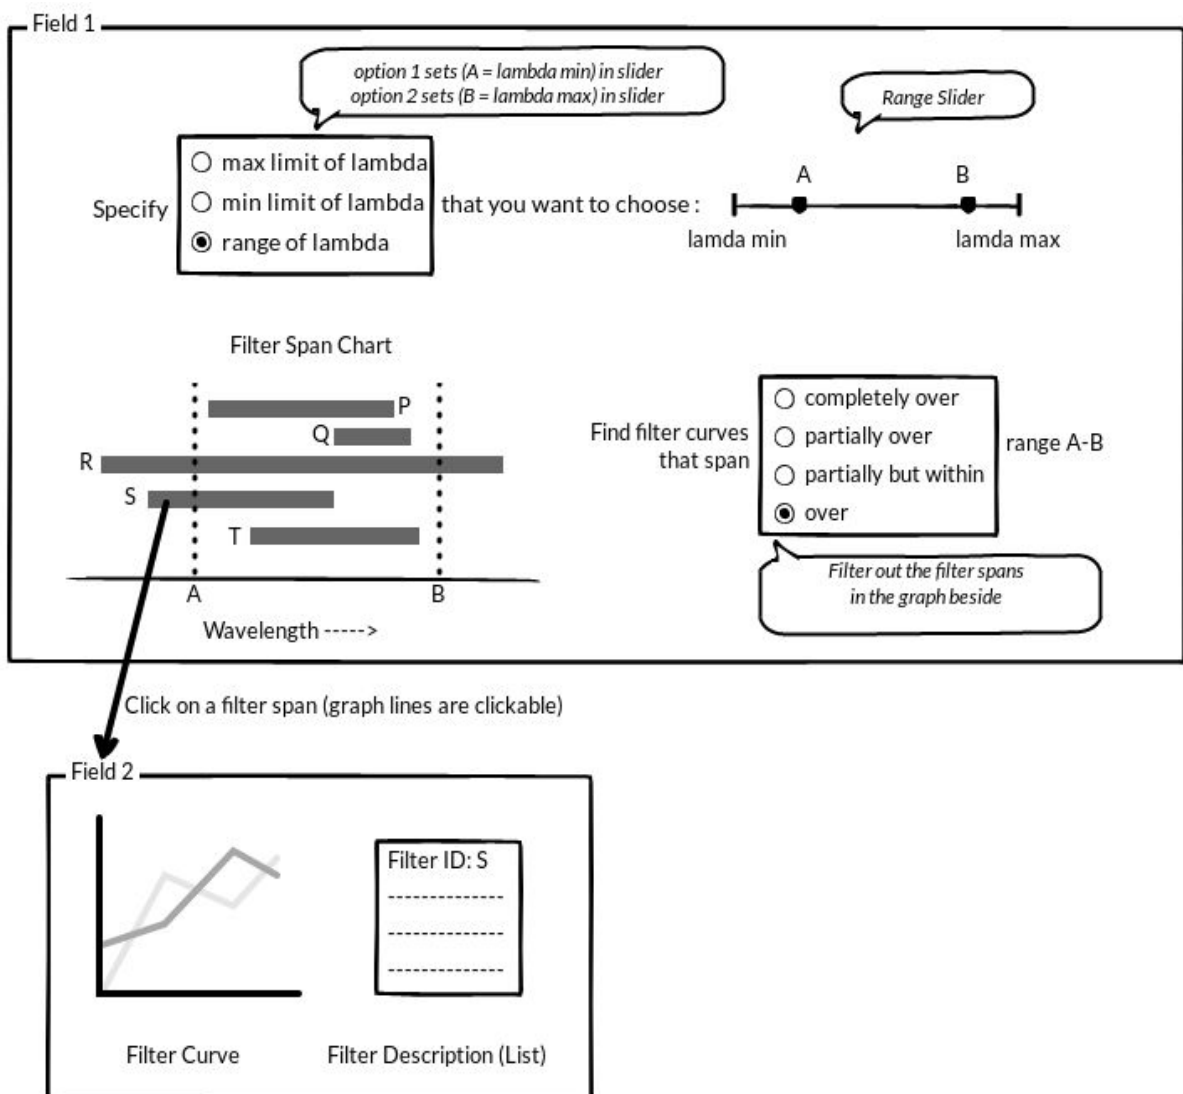 Field 1
option 1 sets (A = lambda min) in slider
option 2 sets (B = lambda max) in slider
Range Slider
max limit of lambda
Specify
min limit of lambda
that you want to choose :
range of lambda
A
B
lamda min
lamda max
Filter Span Chart
P
Q
R
S
T
A
B
Wavelength ----->
Find filter curves
that span
completely over
partially over
partially but within
over
range A-B
Filter out the filter spans
in the graph beside
Click on a filter span (graph lines are clickable)
Field 2
Filter ID: S
Filter Curve
Filter Description (List)